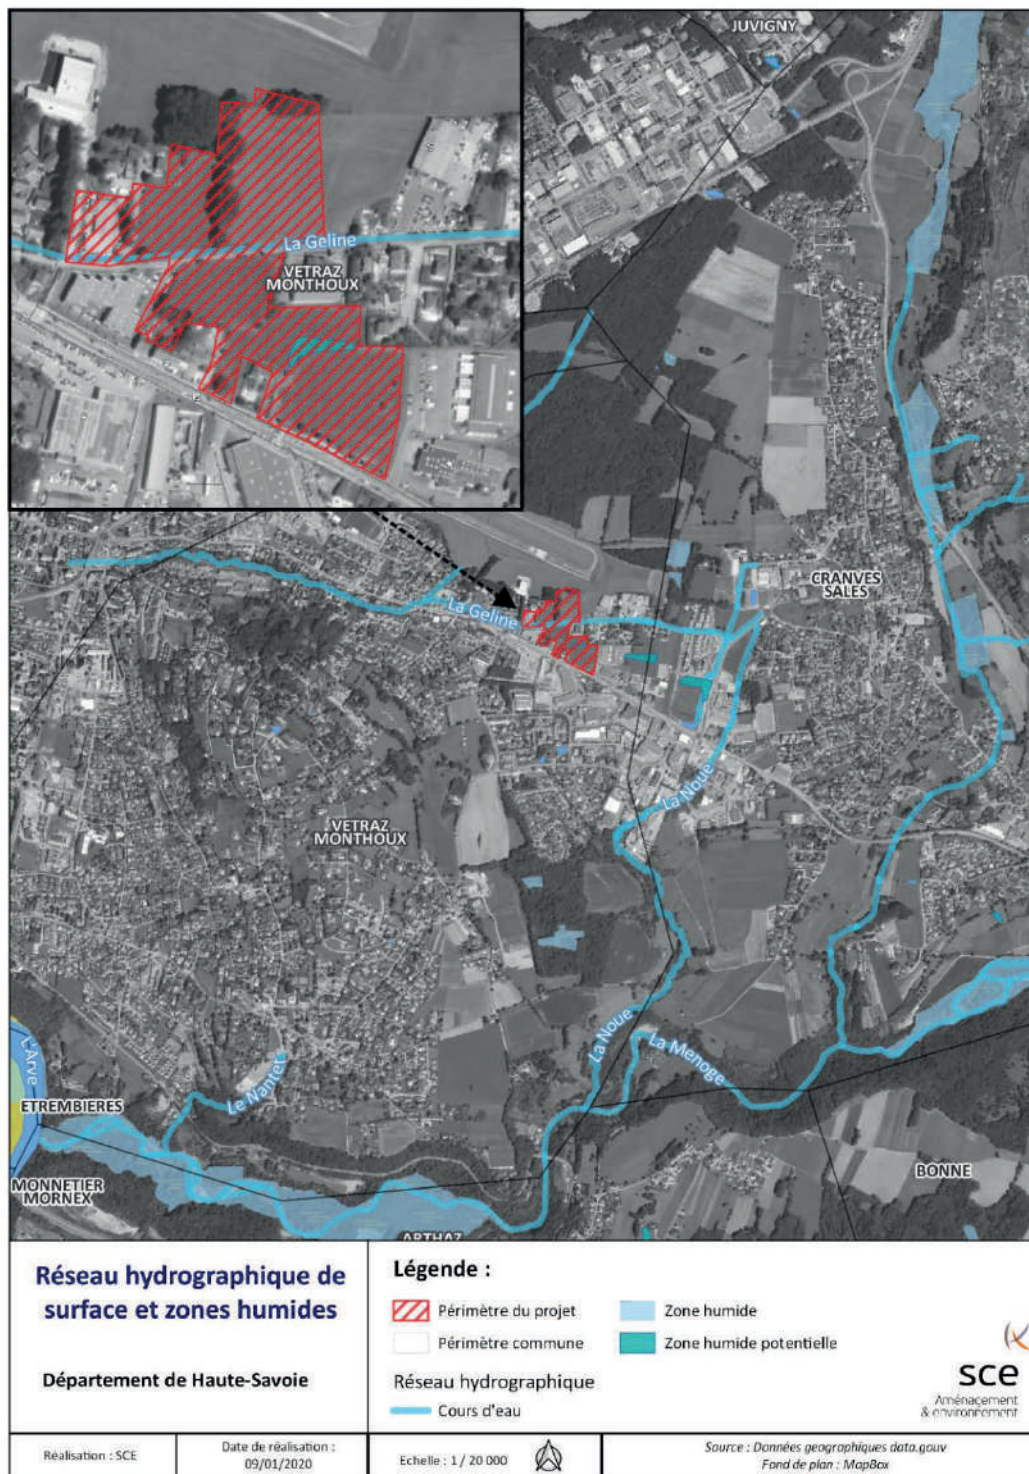 JUVIGNY
La Geline
VETRAZ
MONTHOUX
CRANVES
SALES
La Geline
La Noue
VETRAZ
MONTHOUX
La Noue
La Menoge
L'Arve
Le Nantet
ETREMBIERES
MONNETIER
MORNEX
BONNE
ARTHAZ
Réseau hydrographique de
surface et zones humides
Département de Haute-Savoie
Légende :
Périmètre du projet
Zone humide
Périmètre commune
Zone humide potentielle
Réseau hydrographique
Cours d'eau
sce
Aménagement
& environnement
Réalisation : SCE
Date de réalisation :
09/01/2020
Echelle : 1 / 20 000
Source : Données geographiques data.gouv
Fond de plan : MapBox